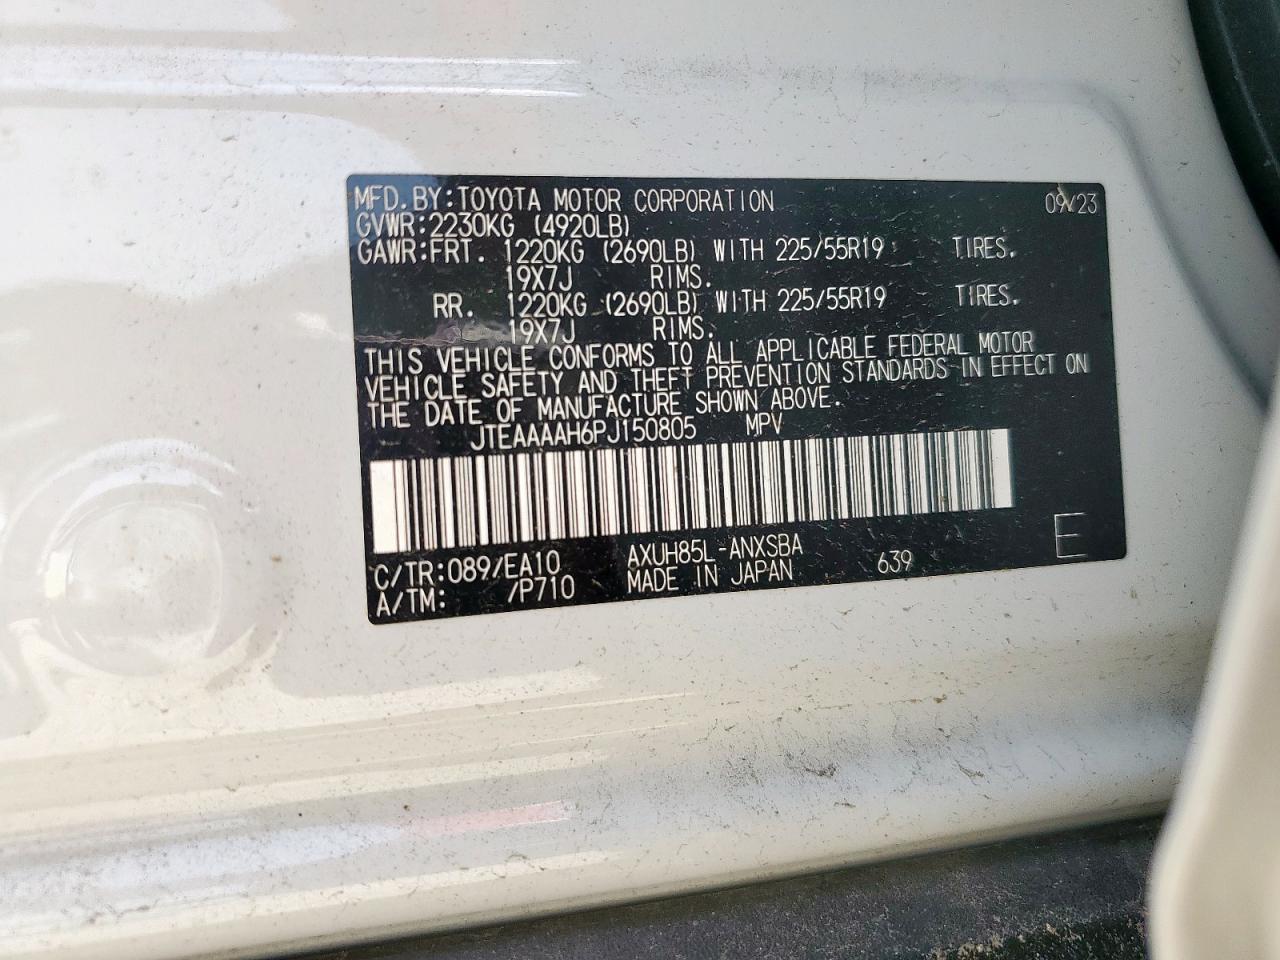 MFD. BY: TOYOTA MOTOR CORPORATION 09/23
GVWR: 2230KG (4920LB)
GAWR: FRT. 1220KG (2690LB) WITH 225/55R19 TIRES.
19X7J RIMS.
RR. 1220KG (2690LB) WITH 225/55R19 TIRES.
19X7J RIMS.
THIS VEHICLE CONFORMS TO ALL APPLICABLE FEDERAL MOTOR
VEHICLE SAFETY AND THEFT PREVENTION STANDARDS IN EFFECT ON
THE DATE OF MANUFACTURE SHOWN ABOVE.
JTEAAAAH6PJ150805 MPV
C/TR: 089/EA10 AXUH85L-ANXSBA
A/TM: /P710 MADE IN JAPAN 639 E